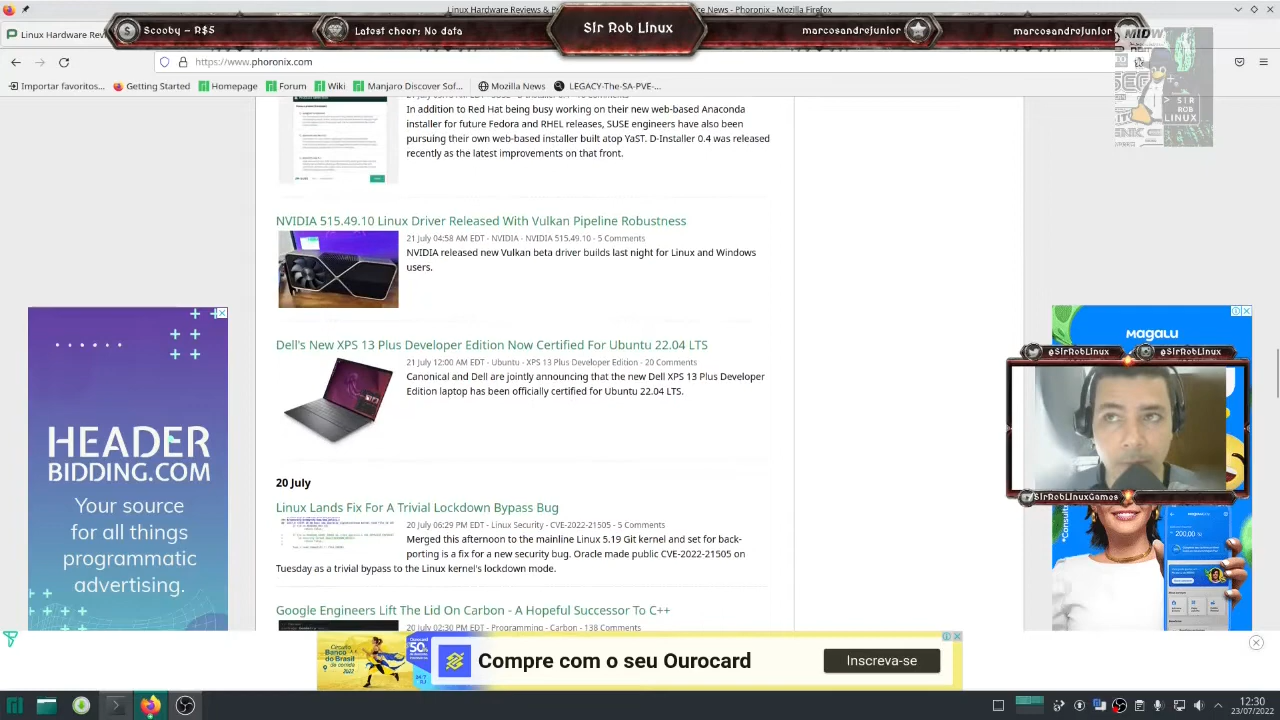 Linux Hardware Reviews & P
e News - Phoronix - Mozilla Firefox
Scooby - R$5
Latest cheer: No data
Sir Rob Linux
marcosandrejunior
marcosandrejunior
Linux Hardware Rev
https://www.phoronix.com
Importar favoritos...
Getting Started
Homepage
Forum
Wiki
Manjaro Discover Sof...
Mozilla News
LEGACY-The-SA-PVE-...
SIR
ROB
LINUX
In addition to Red Hat being busy working on their new web-based Anaconda
installer for future Fedora and RHEL releases, SUSE engineers have also been
pursuing their own web-based installer built atop YaST. D-Installer 0.4 was released
recently as the latest improvements on that front.
NVIDIA 515.49.10 Linux Driver Released With Vulkan Pipeline Robustness
21 July 04:58 AM EDT - NVIDIA - NVIDIA 515.49.10 - 5 Comments
NVIDIA released new Vulkan beta driver builds last night for Linux and Windows
users.
Dell's New XPS 13 Plus Developer Edition Now Certified For Ubuntu 22.04 LTS
21 July 12:00 AM EDT - Ubuntu - XPS 13 Plus Developer Edition - 20 Comments
Canonical and Dell are jointly announcing that the new Dell XPS 13 Plus Developer
Edition laptop has been officially certified for Ubuntu 22.04 LTS.
20 July
Linux Lands Fix For A Trivial Lockdown Bypass Bug
20 July 06:29 PM EDT - Linux Security - CVE-2022-21505 - 5 Comments
Merged this afternoon to the mainline Linux 5.19 Git kernel and set for back-
porting is a fix for a new security bug. Oracle made public CVE-2022-21505 on
Tuesday as a trivial bypass to the Linux kernel's lockdown mode.
Google Engineers Lift The Lid On Carbon - A Hopeful Successor To C++
20 July 02:30 PM EDT - Programming - Carbon - 138 Comments
HEADER
BIDDING.COM
Your source
of all things
programmatic
advertising.
MAGALU
@SirRobLinux
@SirRobLinux
SirRobLinuxGames
200,00
Circuito
Banco do
Brasil
de corrida
2022
50%
Compre com o seu Ourocard
Inscreva-se
12:30
23/07/2022